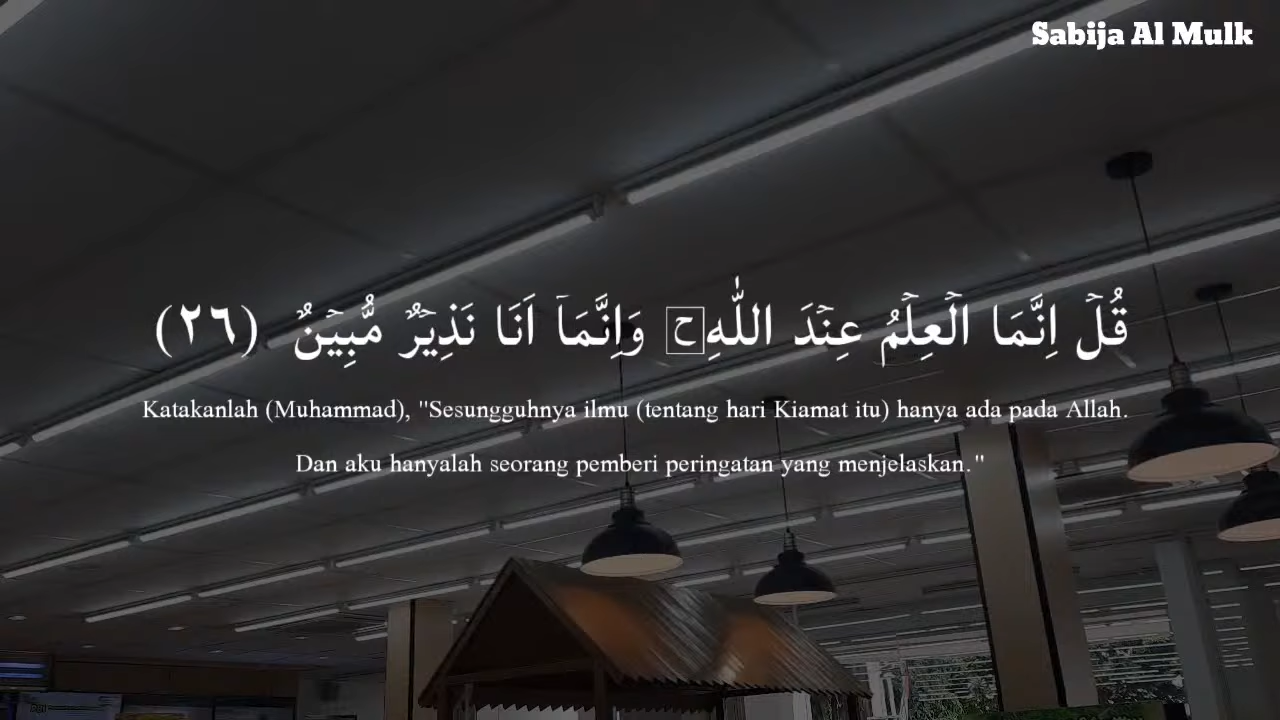 Sabija Al Mulk
قُلْ اِنَّمَا الْعِلْمُ عِنْدَ اللّٰهِ ۖ وَاِنَّمَآ اَنَا نَذِيْرٌ مُّبِيْنٌ (٢٦)
Katakanlah (Muhammad), "Sesungguhnya ilmu (tentang hari Kiamat itu) hanya ada pada Allah.
Dan aku hanyalah seorang pemberi peringatan yang menjelaskan."